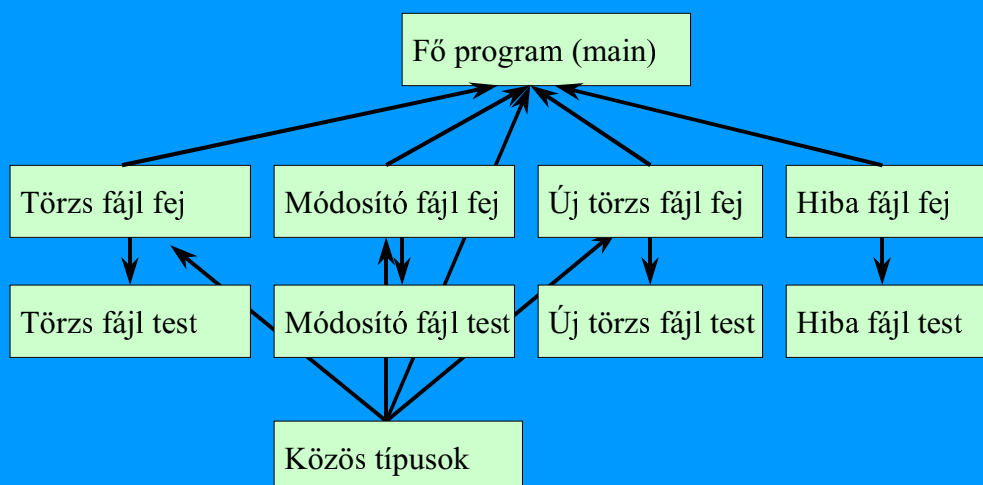 Fő program (main)
Törzs fájl fej
Módosító fájl fej
Új törzs fájl fej
Hiba fájl fej
Törzs fájl test
Módosító fájl test
Új törzs fájl test
Hiba fájl test
Közös típusok